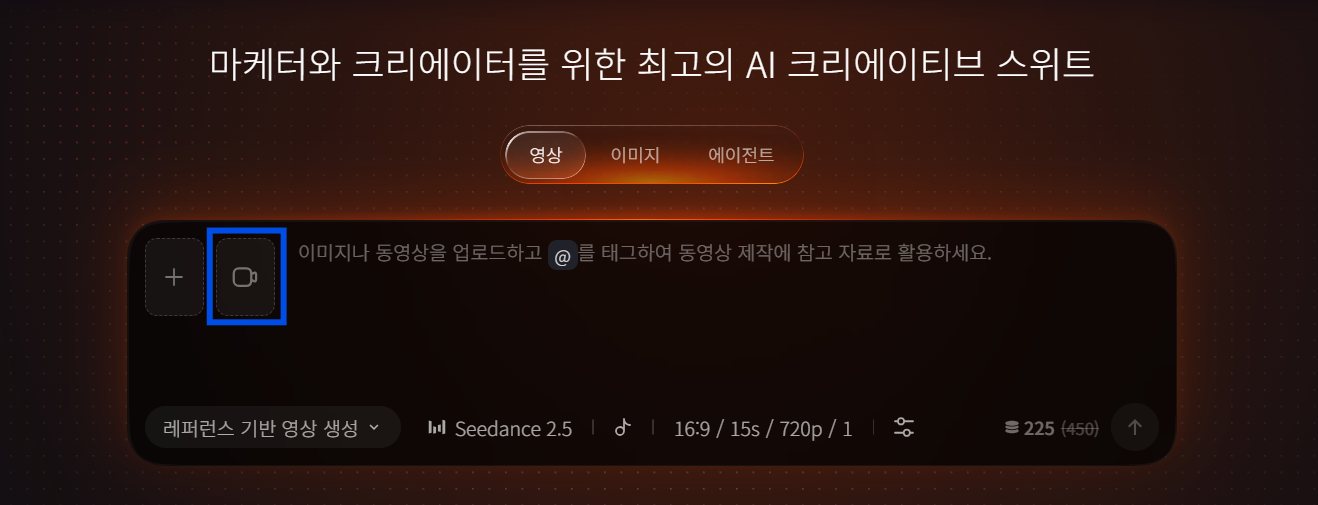 마케터와 크리에이터를 위한 최고의 AI 크리에이티브 스위트
영상 이미지 에이전트
이미지나 동영상을 업로드하고 @를 태그하여 동영상 제작에 참고 자료로 활용하세요.
레퍼런스 기반 영상 생성 Seedance 2.5 16:9 / 15s / 720p / 1 225 (450)